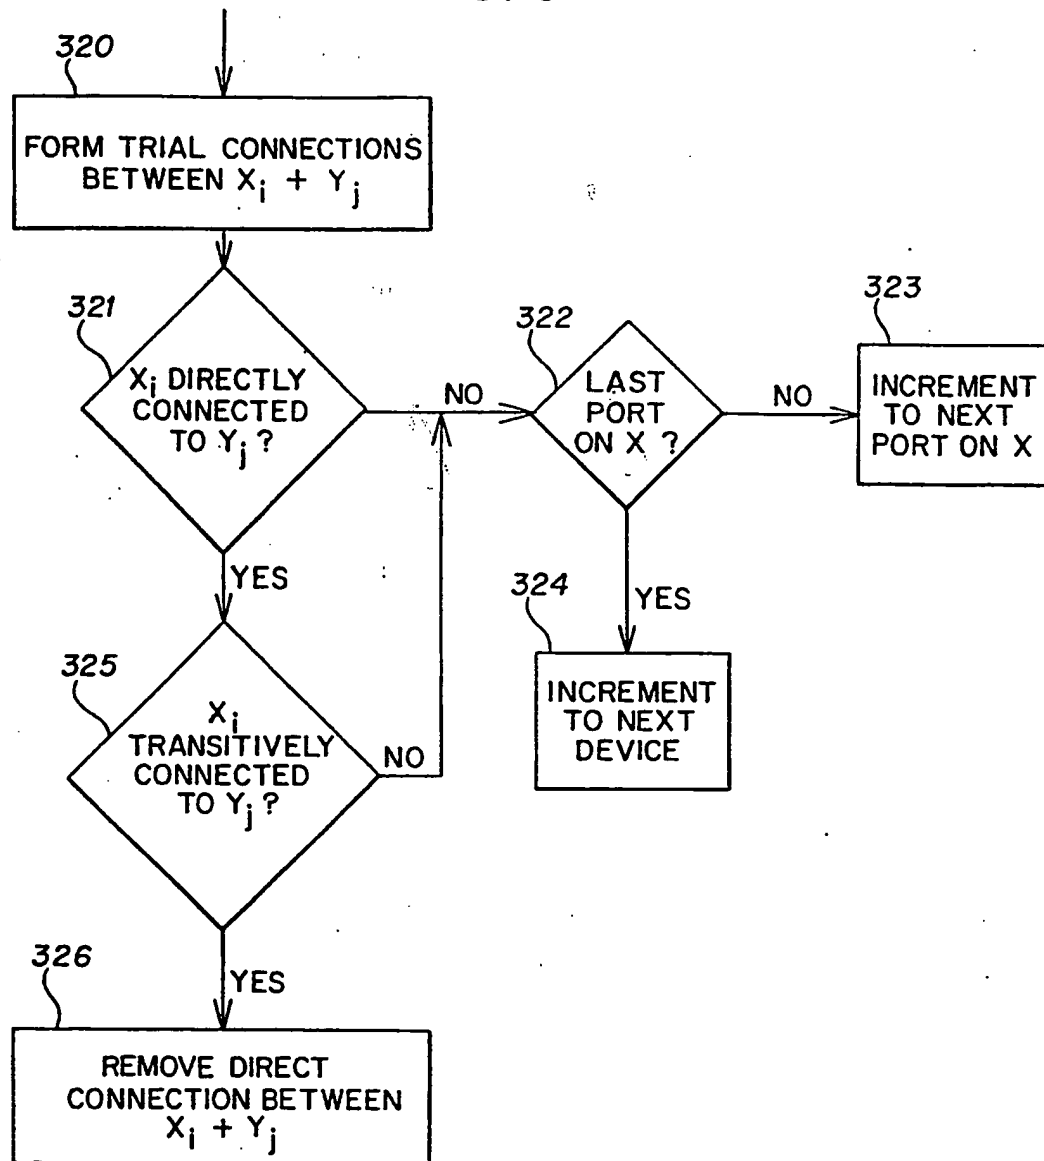 320
FORM TRIAL CONNECTIONS
BETWEEN Xi + Yj
321
Xi DIRECTLY
CONNECTED
TO Yj ?
NO
322
LAST
PORT
ON X ?
NO
323
INCREMENT
TO NEXT
PORT ON X
YES
324
INCREMENT
TO NEXT
DEVICE
YES
325
Xi
TRANSITIVELY
CONNECTED
TO Yj ?
NO
YES
326
REMOVE DIRECT
CONNECTION BETWEEN
Xi + Yj